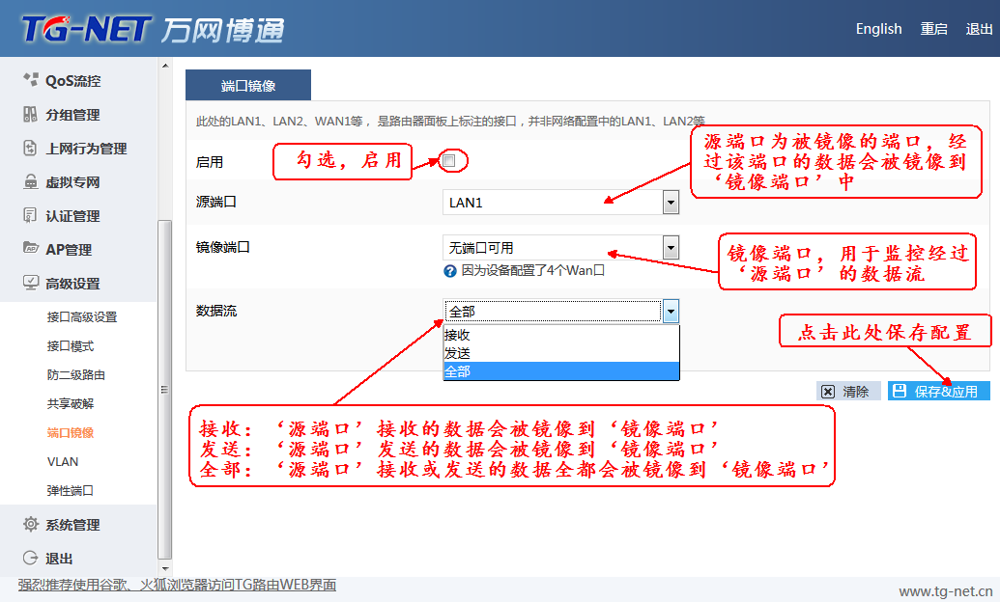 TG-NET 万网博通
English 重启 退出
QoS流控
分组管理
上网行为管理
虚拟专网
认证管理
AP管理
高级设置
接口高级设置
接口模式
防二级路由
共享破解
端口镜像
VLAN
弹性端口
系统管理
退出
端口镜像
此处的LAN1、LAN2、WAN1等，是路由器面板上标注的接口，并非网络配置中的LAN1、LAN2等
启用
勾选，启用
源端口
LAN1
源端口为被镜像的端口，经
过该端口的数据会被镜像到
‘镜像端口’中
镜像端口
无端口可用
因为设备配置了4个Wan口
镜像端口，用于监控经过
‘源端口’的数据流
数据流
全部
接收
发送
全部
点击此处保存配置
清除
保存&应用
接收：‘源端口’接收的数据会被镜像到‘镜像端口’
发送：‘源端口’发送的数据会被镜像到‘镜像端口’
全部：‘源端口’接收或发送的数据全都会被镜像到‘镜像端口’
强烈推荐使用谷歌、火狐浏览器访问TG路由WEB界面
www.tg-net.cn